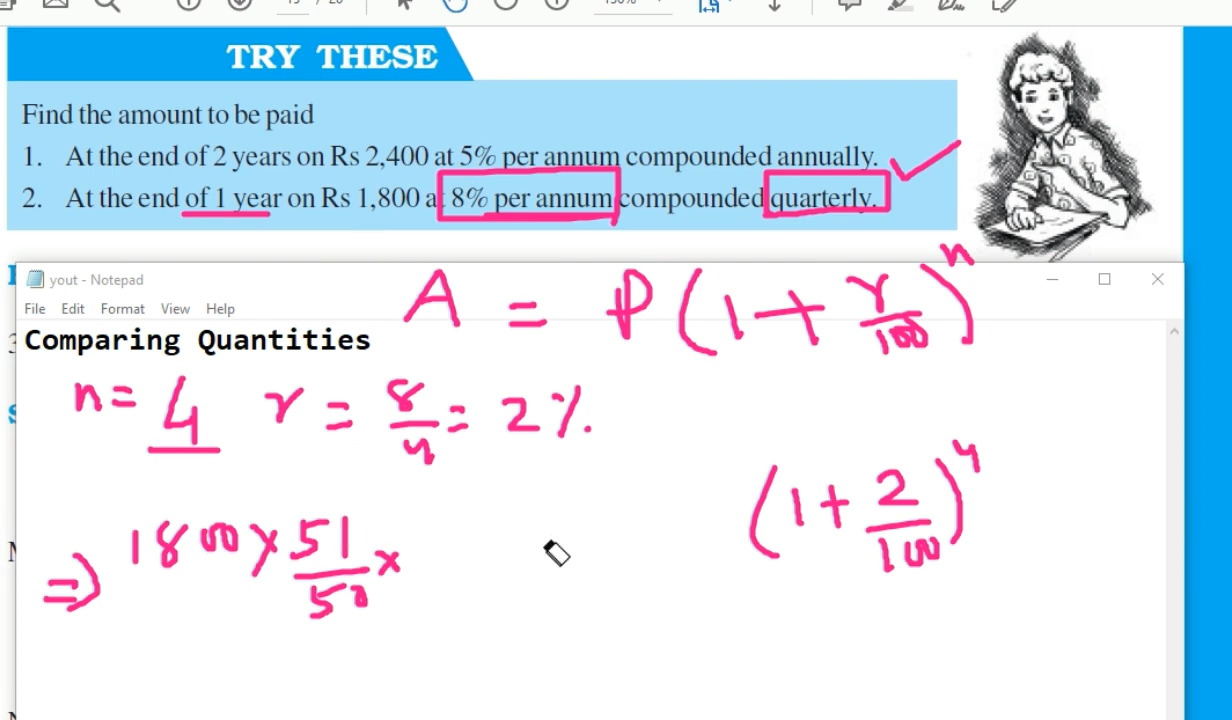 TRY THESE
Find the amount to be paid
1. At the end of 2 years on Rs 2,400 at 5% per annum compounded annually.
2. At the end of 1 year on Rs 1,800 at 8% per annum compounded quarterly.
yout - Notepad
File Edit Format View Help
A = P(1+r/100)^n
Comparing Quantities
n= 4 r = 8/4 = 2%.
(1+2/100)^4
=) 1800×51/50×